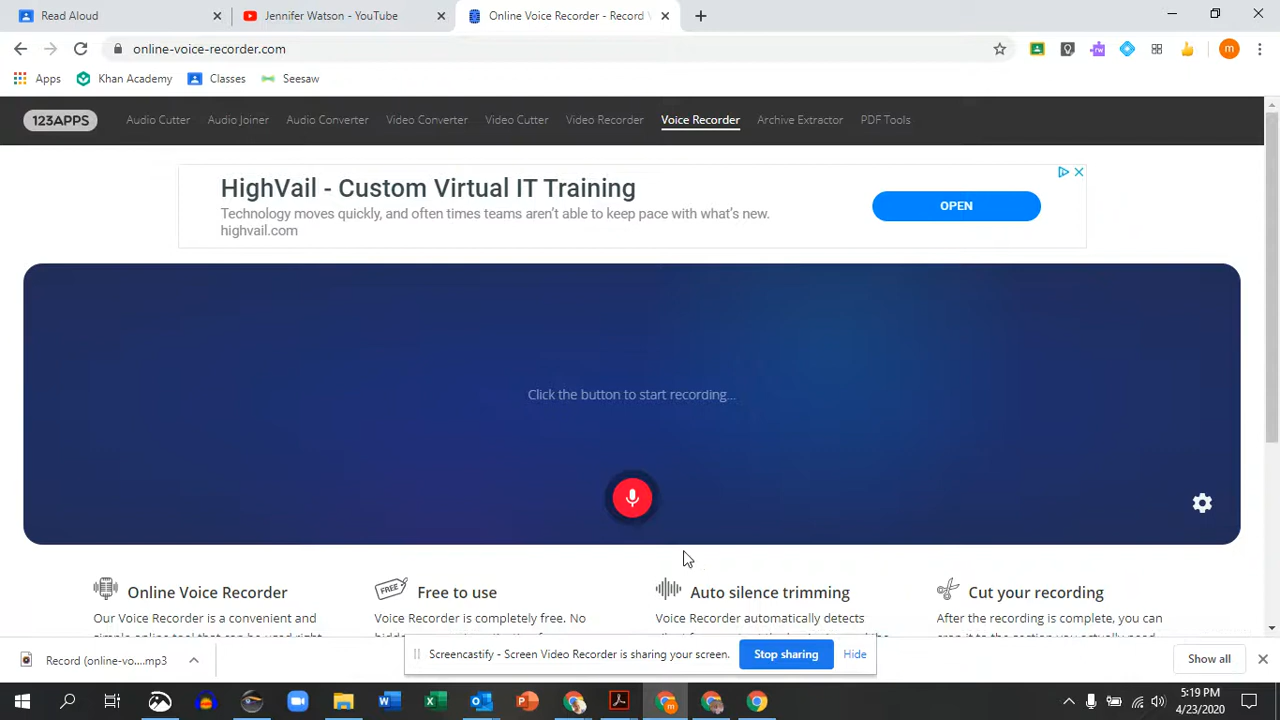 Read Aloud
Jennifer Watson - YouTube
Online Voice Recorder - Record
online-voice-recorder.com
Apps Khan Academy Classes Seesaw
123APPS Audio Cutter Audio Joiner Audio Converter Video Converter Video Cutter Video Recorder Voice Recorder Archive Extractor PDF Tools
HighVail - Custom Virtual IT Training
Technology moves quickly, and often times teams aren't able to keep pace with what's new.
highvail.com
OPEN
Click the button to start recording...
Online Voice Recorder
Our Voice Recorder is a convenient and
Free to use
Voice Recorder is completely free. No
Auto silence trimming
Voice Recorder automatically detects
Cut your recording
After the recording is complete, you can
Record (online-vo....mp3
Screencastify - Screen Video Recorder is sharing your screen.
Stop sharing
Hide
Show all
5:19 PM
4/23/2020